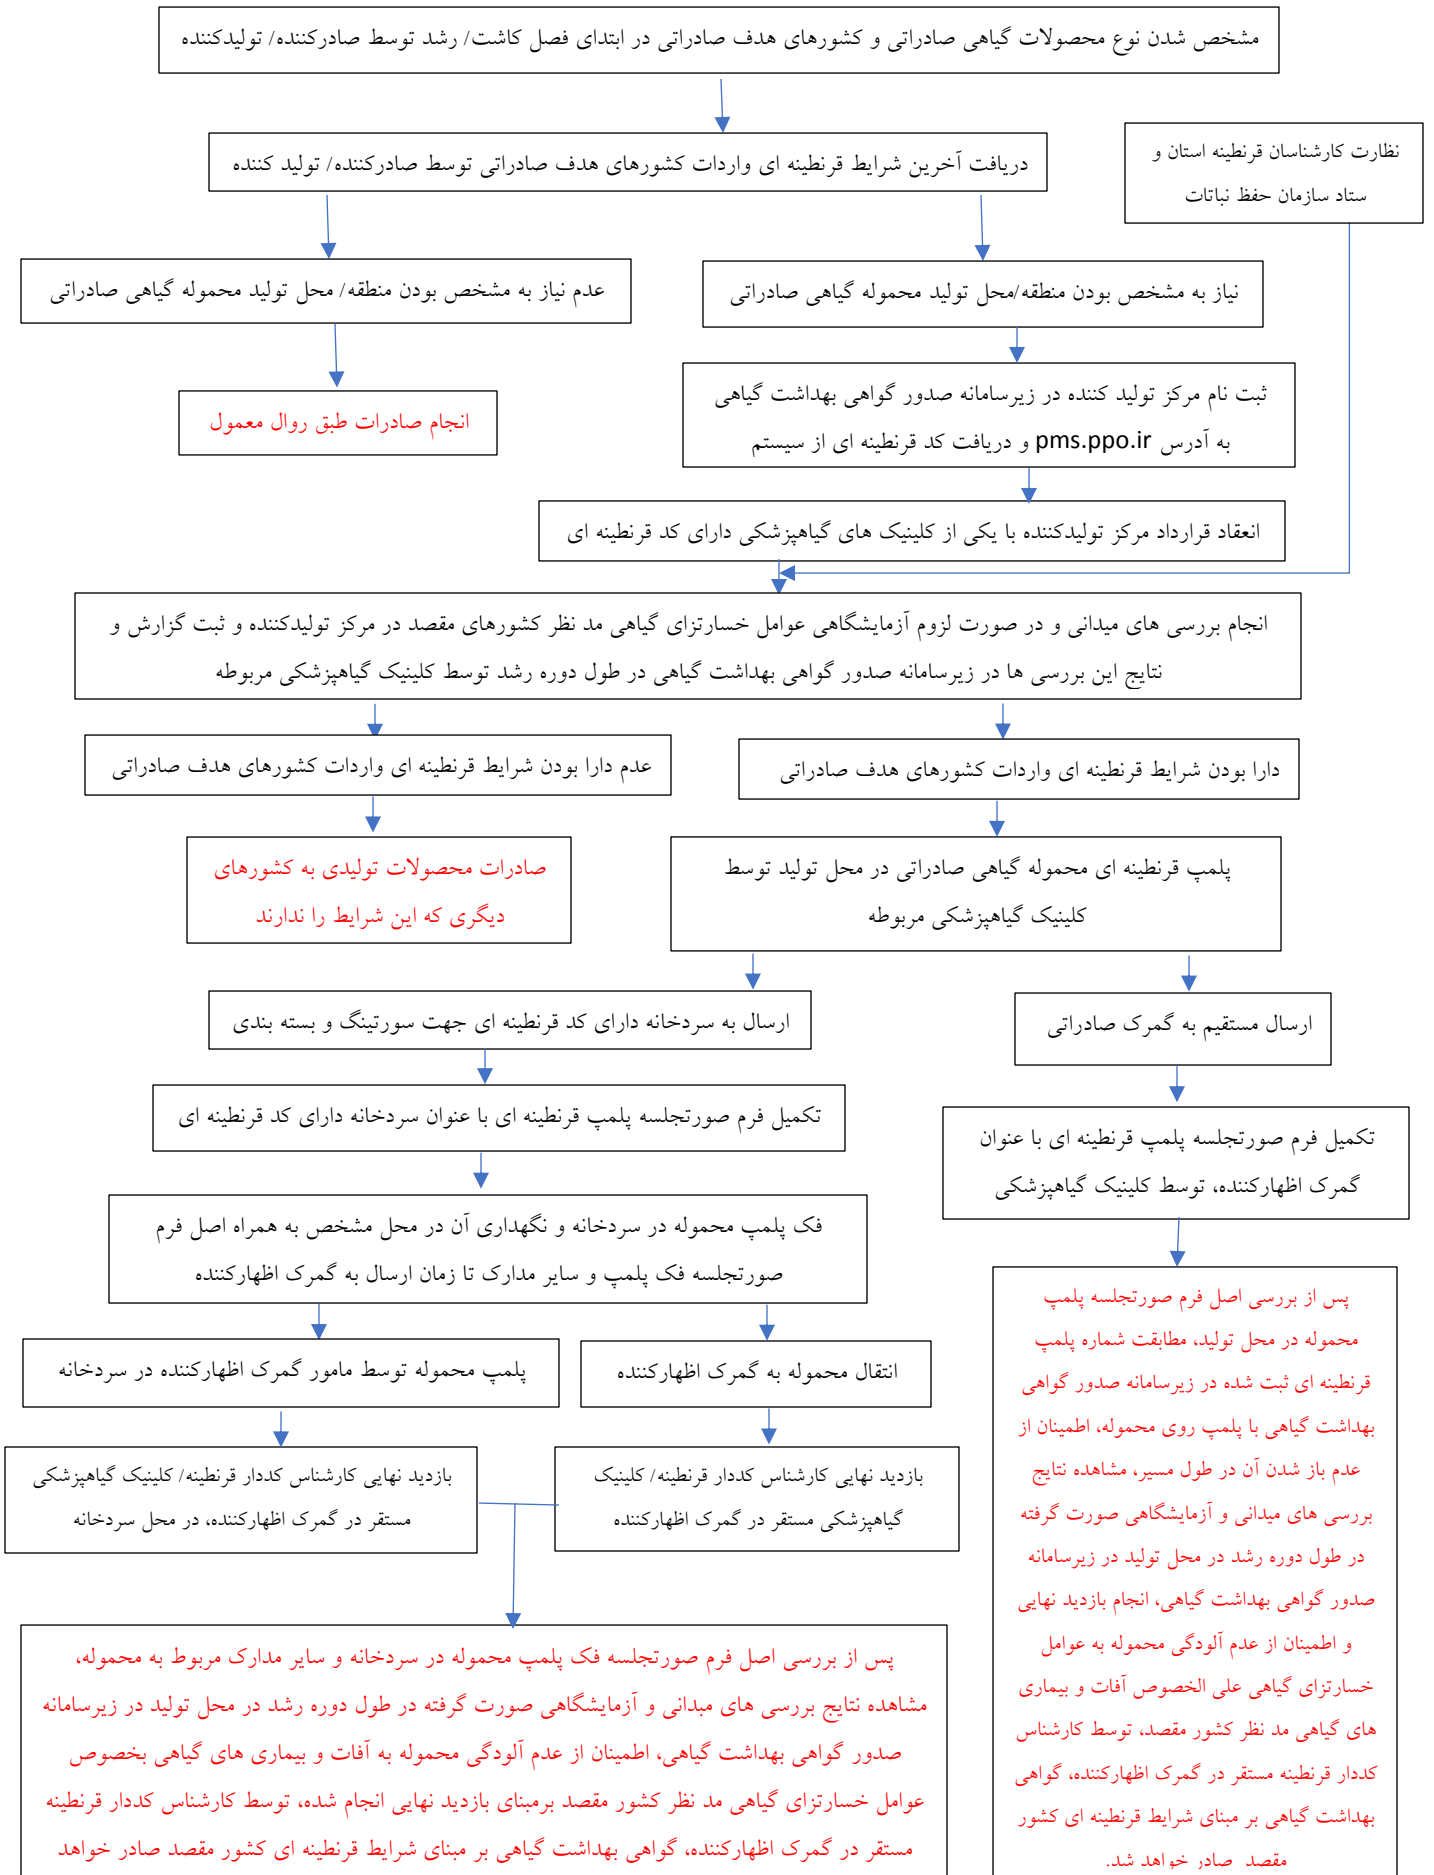 مشخص شدن نوع محصولات گیاهی صادراتی و کشورهای هدف صادراتی در ابتدای فصل کاشت/ رشد توسط صادرکننده/ تولیدکننده
نظارت کارشناسان قرنطینه استان و
ستاد سازمان حفظ نباتات
دریافت آخرین شرایط قرنطینه ای واردات کشورهای هدف صادراتی توسط صادرکننده/ تولید کننده
نیاز به مشخص بودن منطقه/محل تولید محموله گیاهی صادراتی
عدم نیاز به مشخص بودن منطقه/ محل تولید محموله گیاهی صادراتی
ثبت نام مرکز تولید کننده در زیرسامانه صدور گواهی بهداشت گیاهی
به آدرس pms.ppo.ir و دریافت کد قرنطینه ای از سیستم
انجام صادرات طبق روال معمول
انعقاد قرارداد مرکز تولیدکننده با یکی از کلینیک های گیاهپزشکی دارای کد قرنطینه ای
انجام بررسی های میدانی و در صورت لزوم آزمایشگاهی عوامل خسارتزای گیاهی مد نظر کشورهای مقصد در مرکز تولیدکننده و ثبت گزارش و
نتایج این بررسی ها در زیرسامانه صدور گواهی بهداشت گیاهی در طول دوره رشد توسط کلینیک گیاهپزشکی مربوطه
دارا بودن شرایط قرنطینه ای واردات کشورهای هدف صادراتی
عدم دارا بودن شرایط قرنطینه ای واردات کشورهای هدف صادراتی
پلمپ قرنطینه ای محموله گیاهی صادراتی در محل تولید توسط
کلینیک گیاهپزشکی مربوطه
صادرات محصولات تولیدی به کشورهای
دیگری که این شرایط را ندارند
ارسال مستقیم به گمرک صادراتی
ارسال به سردخانه دارای کد قرنطینه ای جهت سورتینگ و بسته بندی
تکمیل فرم صورتجلسه پلمپ قرنطینه ای با عنوان
گمرک اظهارکننده، توسط کلینیک گیاهپزشکی
تکمیل فرم صورتجلسه پلمپ قرنطینه ای با عنوان سردخانه دارای کد قرنطینه ای
فک پلمپ محموله در سردخانه و نگهداری آن در محل مشخص به همراه اصل فرم
صورتجلسه فک پلمپ و سایر مدارک تا زمان ارسال به گمرک اظهارکننده
انتقال محموله به گمرک اظهارکننده
پلمپ محموله توسط مامور گمرک اظهارکننده در سردخانه
بازدید نهایی کارشناس کددار قرنطینه/ کلینیک
گیاهپزشکی مستقر در گمرک اظهارکننده
بازدید نهایی کارشناس کددار قرنطینه/ کلینیک گیاهپزشکی
مستقر در گمرک اظهارکننده، در محل سردخانه
پس از بررسی اصل فرم صورتجلسه پلمپ
محموله در محل تولید، مطابقت شماره پلمپ
قرنطینه ای ثبت شده در زیرسامانه صدور گواهی
بهداشت گیاهی با پلمپ روی محموله، اطمینان از
عدم باز شدن آن در طول مسیر، مشاهده نتایج
بررسی های میدانی و آزمایشگاهی صورت گرفته
در طول دوره رشد در محل تولید در زیرسامانه
صدور گواهی بهداشت گیاهی، انجام بازدید نهایی
و اطمینان از عدم آلودگی محموله به عوامل
خسارتزای گیاهی علی الخصوص آفات و بیماری
های گیاهی مد نظر کشور مقصد، توسط کارشناس
کددار قرنطینه مستقر در گمرک اظهارکننده، گواهی
بهداشت گیاهی بر مبنای شرایط قرنطینه ای کشور
مقصد صادر خواهد شد.
پس از بررسی اصل فرم صورتجلسه فک پلمپ محموله در سردخانه و سایر مدارک مربوط به محموله،
مشاهده نتایج بررسی های مبدانی و آزمایشگاهی صورت گرفته در طول دوره رشد در محل تولید در زیرسامانه
صدور گواهی بهداشت گیاهی، اطمینان از عدم آلودگی محموله به آفات و بیماری های گیاهی بخصوص
عوامل خسارتزای گیاهی مد نظر کشور مقصد برمبنای بازدید نهایی انجام شده، توسط کارشناس کددار قرنطینه
مستقر در گمرک اظهارکننده، گواهی بهداشت گیاهی بر مبنای شرایط قرنطینه ای کشور مقصد صادر خواهد